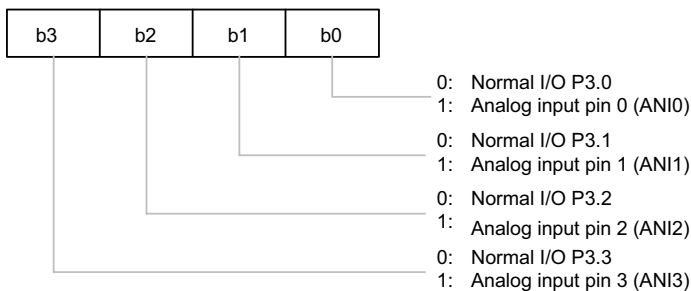 b3 b2 b1 b0
0: Normal I/O P3.0
1: Analog input pin 0 (ANI0)
0: Normal I/O P3.1
1: Analog input pin 1 (ANI1)
0: Normal I/O P3.2
1: Analog input pin 2 (ANI2)
0: Normal I/O P3.3
1: Analog input pin 3 (ANI3)